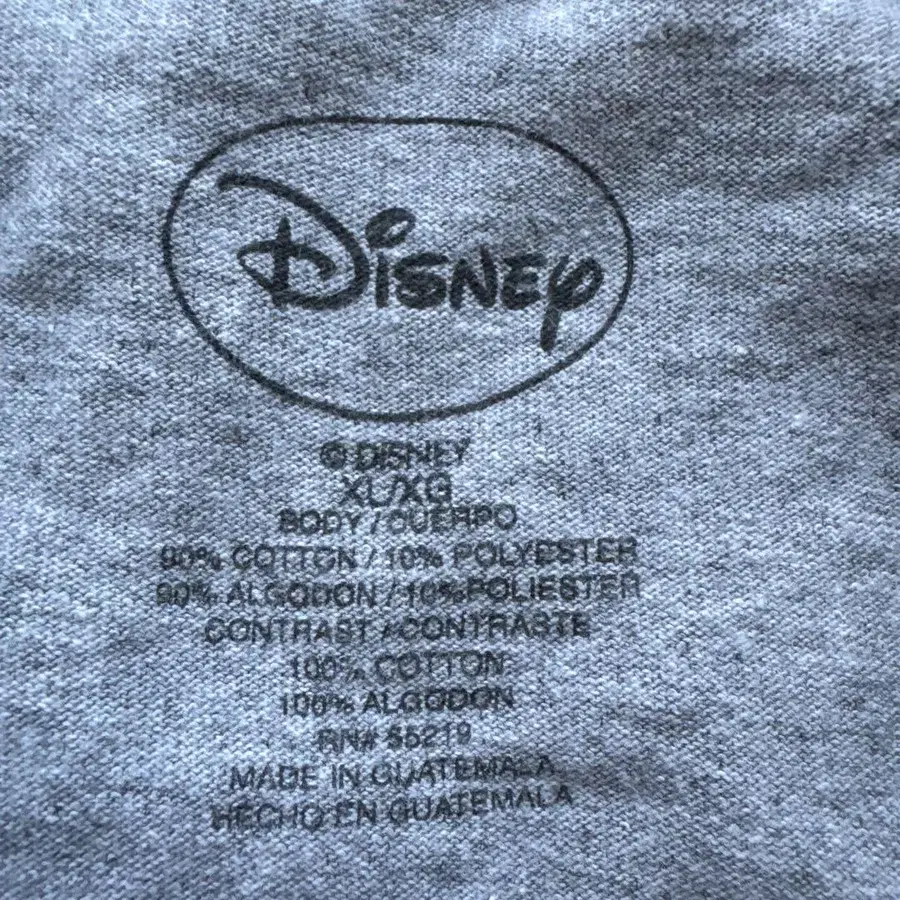 Disney
© DISNEY
XL/XG
BODY / CUERPO
90% COTTON / 10% POLYESTER
90% ALGODON / 10% POLIESTER
CONTRAST / CONTRASTE
100% COTTON
100% ALGODON
RN# 55219
MADE IN GUATEMALA
HECHO EN GUATEMALA